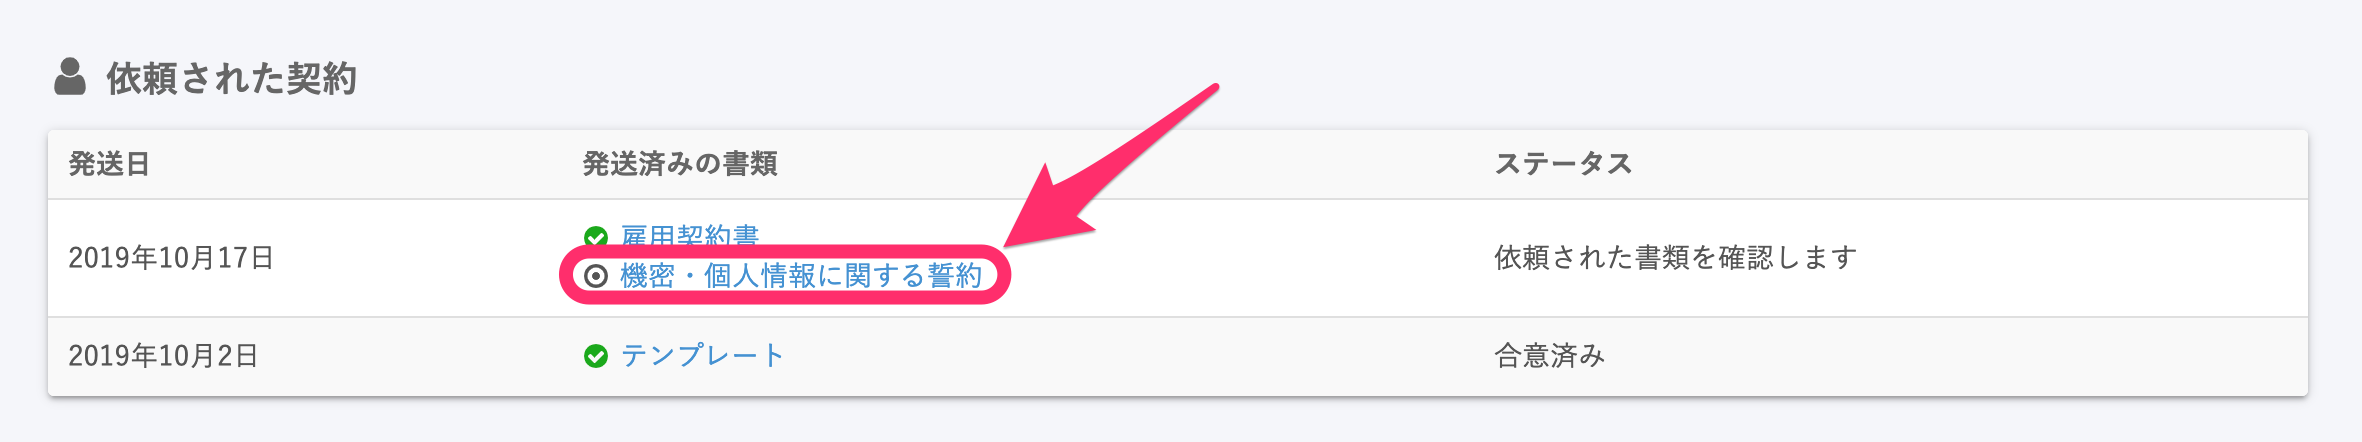 依頼された契約
発送日 発送済みの書類 ステータス
雇用契約書
2019年10月17日 依頼された書類を確認します
機密・個人情報に関する誓約
2019年10月2日 テンプレート 合意済み